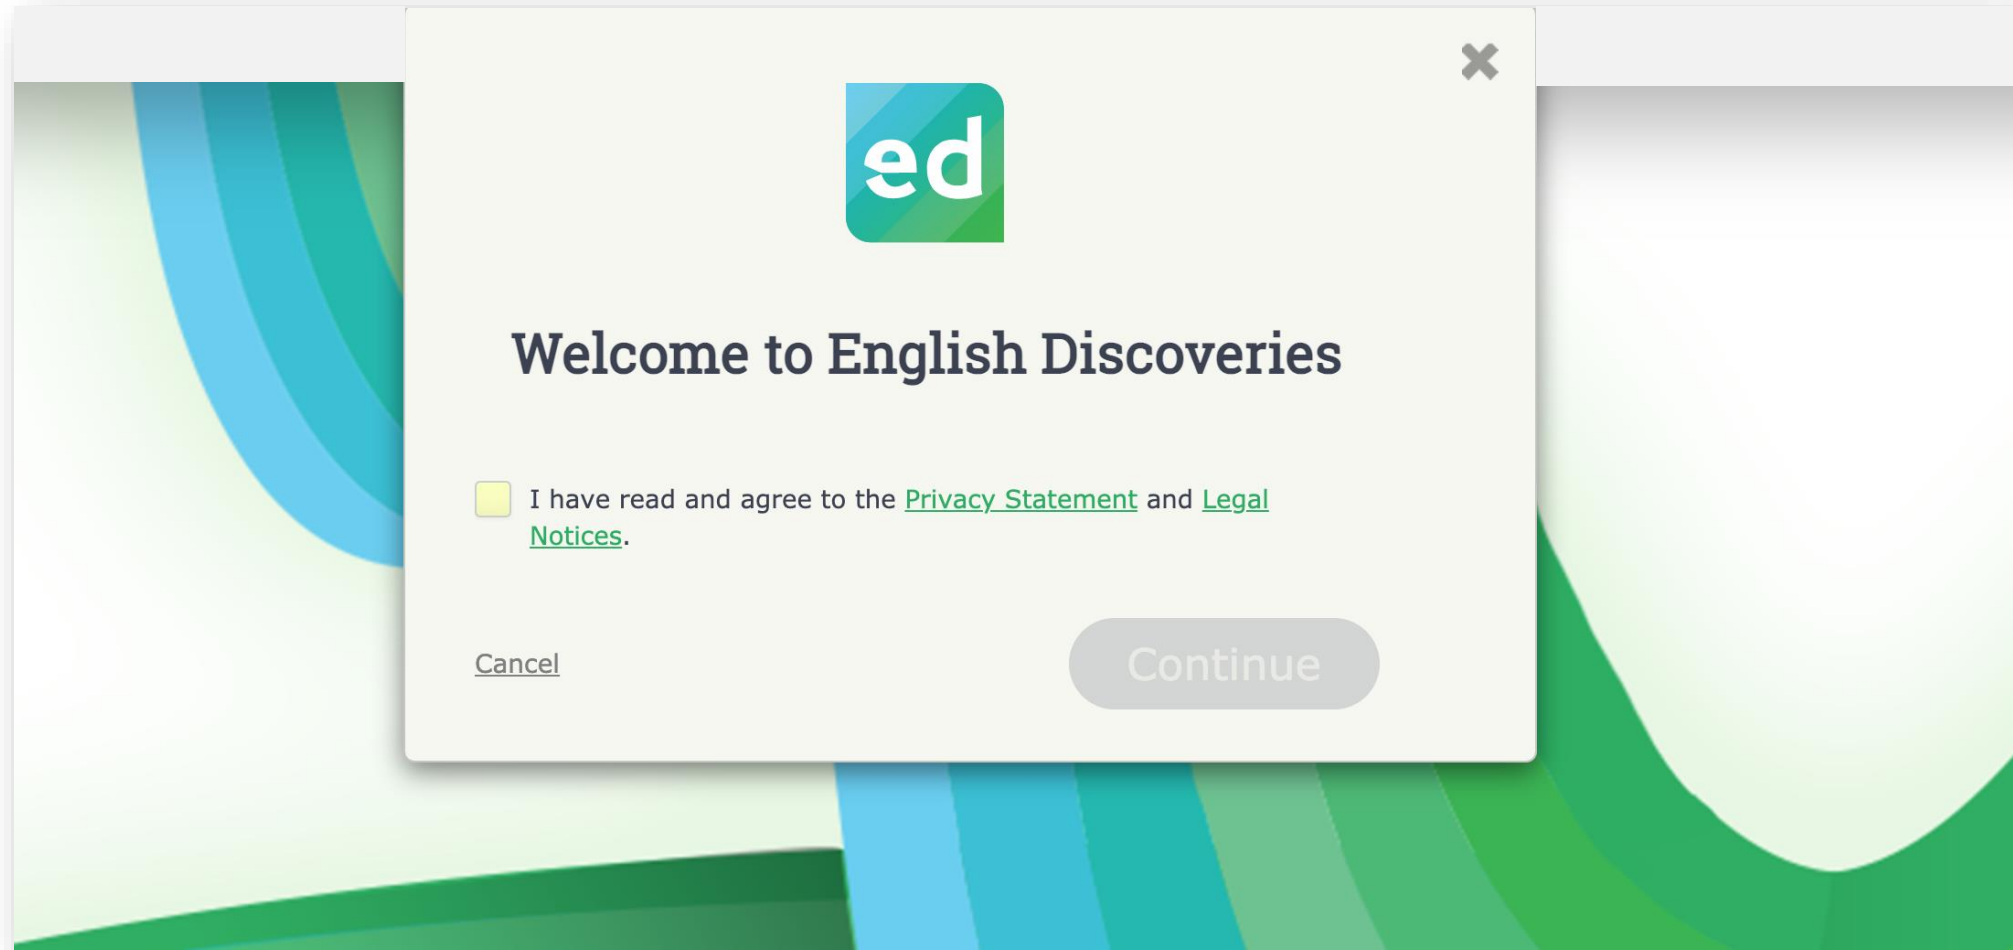 ed
Welcome to English Discoveries
I have read and agree to the Privacy Statement and Legal
Notices.
Cancel
Continue